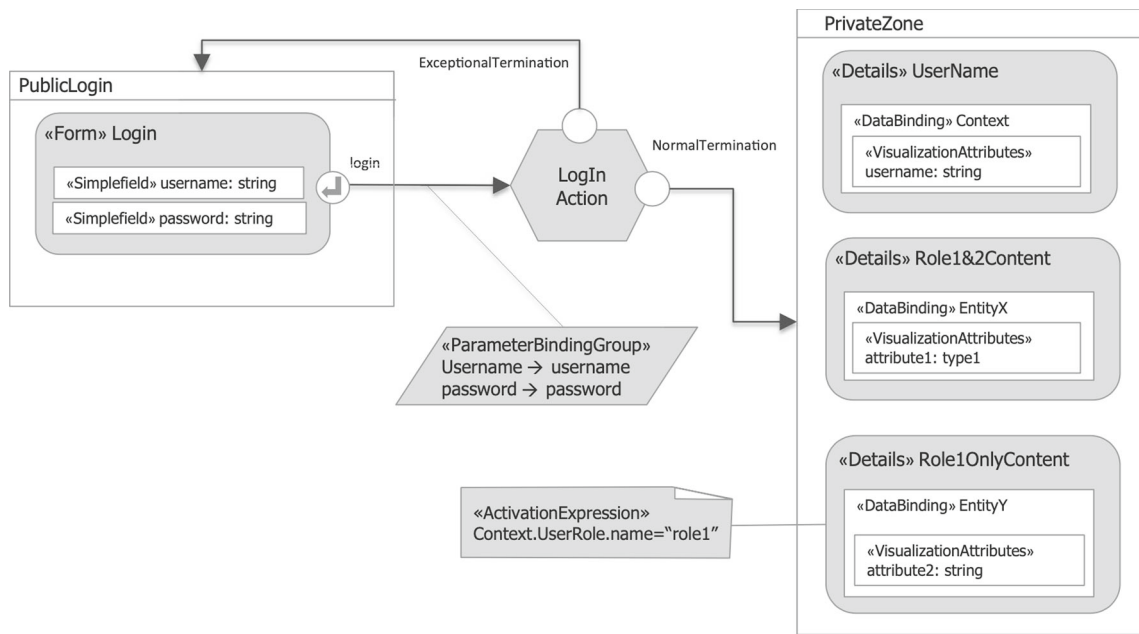 PrivateZone
ExceptionalTermination
PublicLogin
«Form» Login
!login
«Simplefield» username: string
«Simplefield» password: string
LogIn
Action
NormalTermination
«Details» UserName
«DataBinding» Context
«VisualizationAttributes»
username: string
«Details» Role1&2Content
«DataBinding» EntityX
«VisualizationAttributes»
attribute1: type1
«ParameterBindingGroup»
Username → username
password → password
«Details» Role1OnlyContent
«DataBinding» EntityY
«VisualizationAttributes»
attribute2: string
«ActivationExpression»
Context.UserRole.name=“role1”